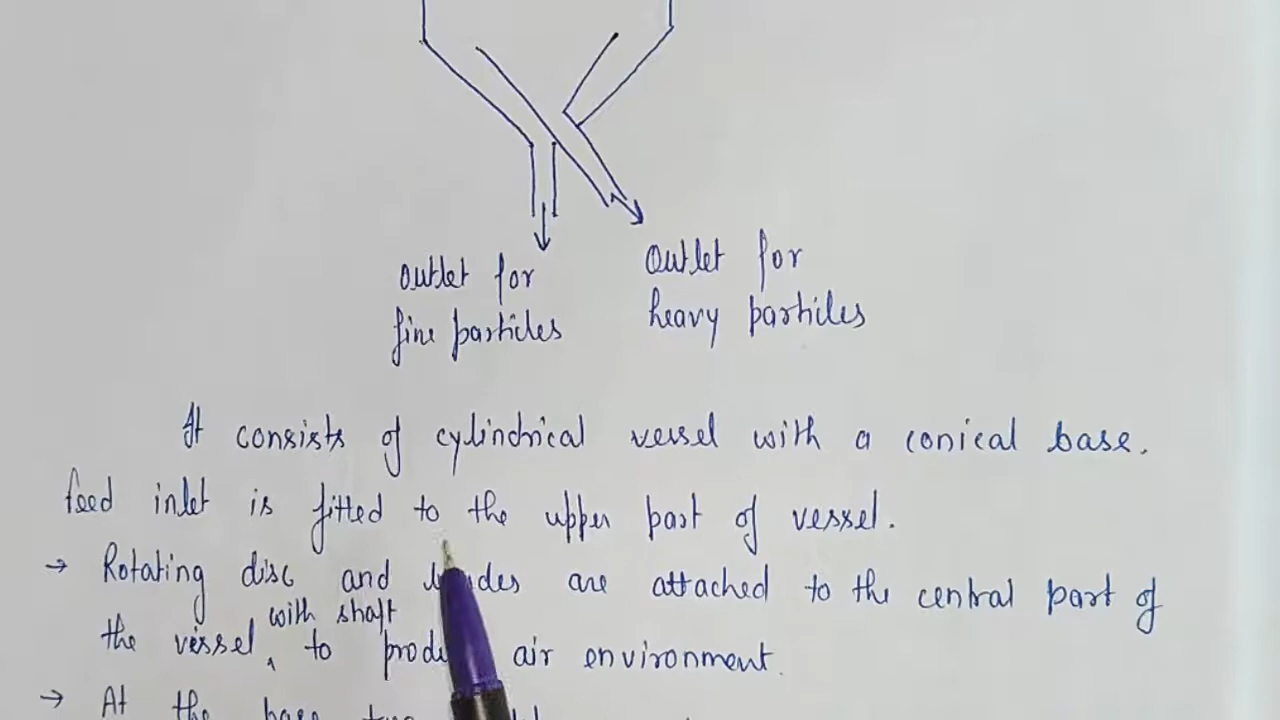 outlet for
fine particles
outlet for
heavy particles
It consists of cylindrical vessel with a conical base.
feed inlet is fitted to the upper part of vessel.
→ Rotating disc and are attached to the central part of
with shaft
the vessel ‸ to air environment.
→ At the base two